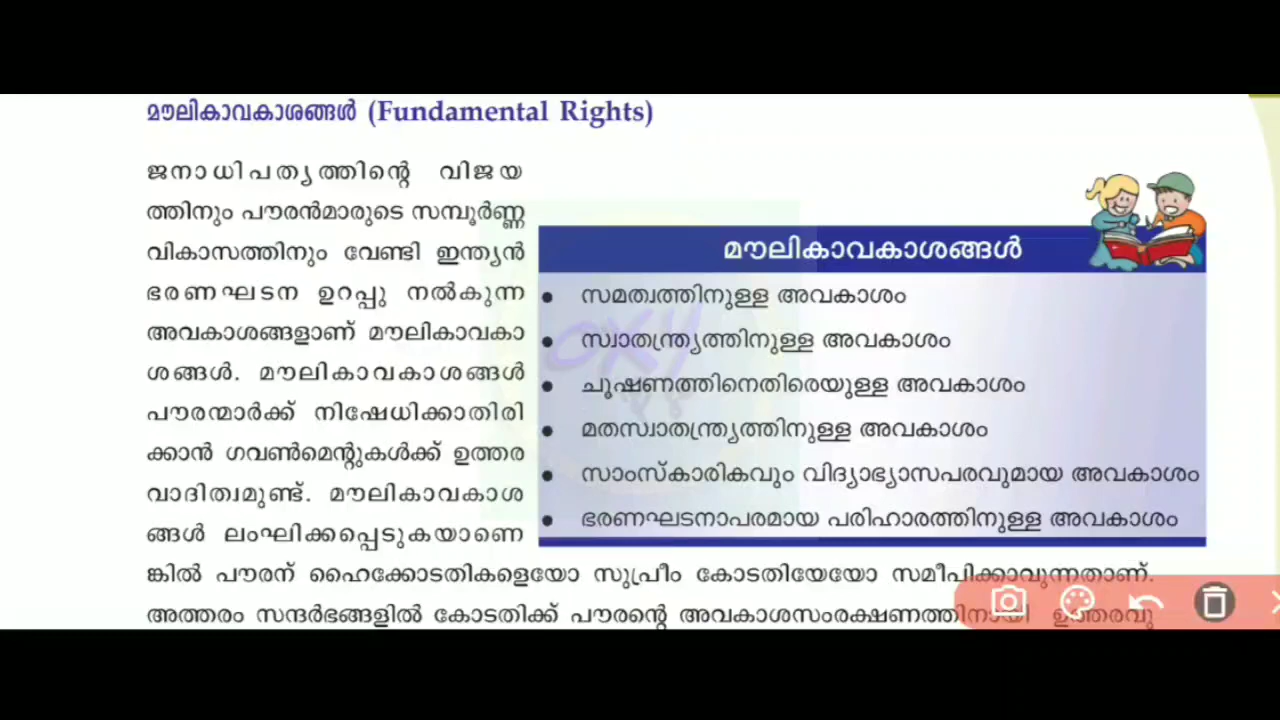 മൗലികാവകാശങ്ങൾ (Fundamental Rights)
ജനാധിപത്യത്തിന്റെ വിജയ
ത്തിനും പൗരൻമാരുടെ സമ്പൂർണ്ണ
വികാസത്തിനും വേണ്ടി ഇന്ത്യൻ
ഭരണഘടന ഉറപ്പു നൽകുന്ന
അവകാശങ്ങളാണ് മൗലികാവകാ
ശങ്ങൾ. മൗലികാവകാശങ്ങൾ
പൗരന്മാർക്ക് നിഷേധിക്കാതിരി
ക്കാൻ ഗവൺമെന്റുകൾക്ക് ഉത്തര
വാദിത്വമുണ്ട്. മൗലികാവകാശ
ങ്ങൾ ലംഘിക്കപ്പെടുകയാണെ
മൗലികാവകാശങ്ങൾ
• സമത്വത്തിനുള്ള അവകാശം
• സ്വാതന്ത്ര്യത്തിനുള്ള അവകാശം
• ചൂഷണത്തിനെതിരെയുള്ള അവകാശം
• മതസ്വാതന്ത്ര്യത്തിനുള്ള അവകാശം
• സാംസ്കാരികവും വിദ്യാഭ്യാസപരവുമായ അവകാശം
• ഭരണഘടനാപരമായ പരിഹാരത്തിനുള്ള അവകാശം
ങ്കിൽ പൗരന് ഹൈക്കോടതികളെയോ സുപ്രീം കോടതിയേയോ സമീപിക്കാവുന്നതാണ്.
അത്തരം സന്ദർഭങ്ങളിൽ കോടതിക്ക് പൗരന്റെ അവകാശസംരക്ഷണത്തിനായി ഉത്തരവു